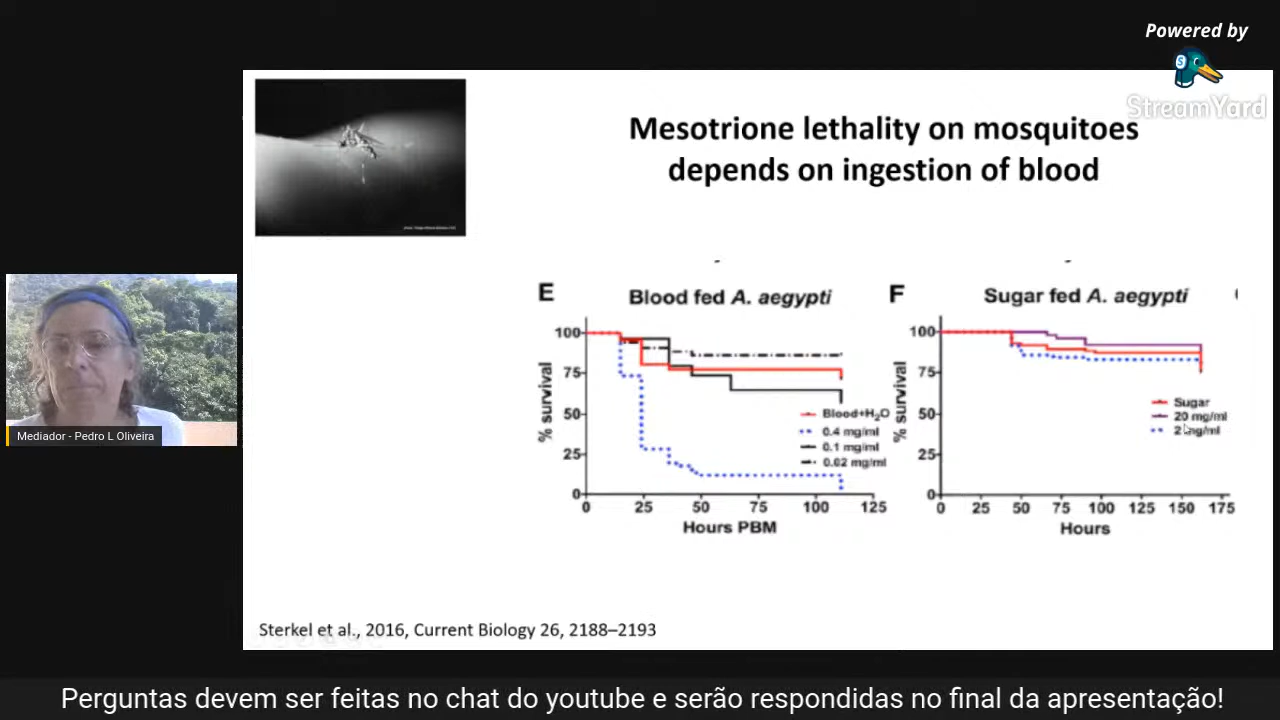 Powered by
StreamYard
Mesotrione lethality on mosquitoes
depends on ingestion of blood
E
Blood fed A. aegypti
% survival
100
75
50
25
0
0 25 50 75 100 125
Hours PBM
Blood+H₂O
0.4 mg/ml
0.1 mg/ml
0.02 mg/ml
F
Sugar fed A. aegypti
% survival
100
75
50
25
0
0 25 50 75 100 125 150 175
Hours
Sugar
20 mg/ml
2 mg/ml
Mediador - Pedro L Oliveira
Sterkel et al., 2016, Current Biology 26, 2188–2193
Perguntas devem ser feitas no chat do youtube e serão respondidas no final da apresentação!